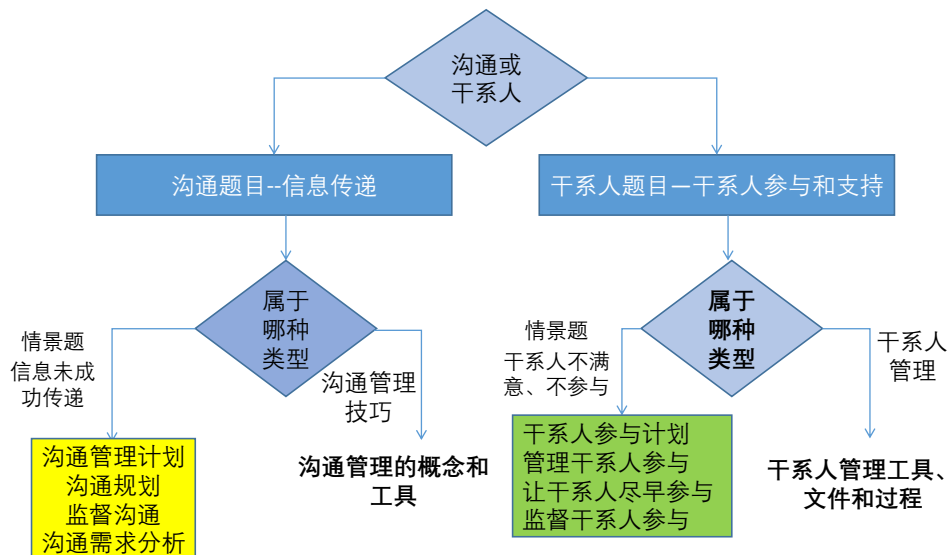 沟通或
干系人
沟通题目--信息传递
干系人题目—干系人参与和支持
属于
哪种
类型
情景题
信息未成
功传递
沟通管理
技巧
沟通管理计划
沟通规划
监督沟通
沟通需求分析
沟通管理的概念和
工具
属于
哪种
类型
情景题
干系人不满
意、不参与
干系人
管理
干系人参与计划
管理干系人参与
让干系人尽早参与
监督干系人参与
干系人管理工具、
文件和过程